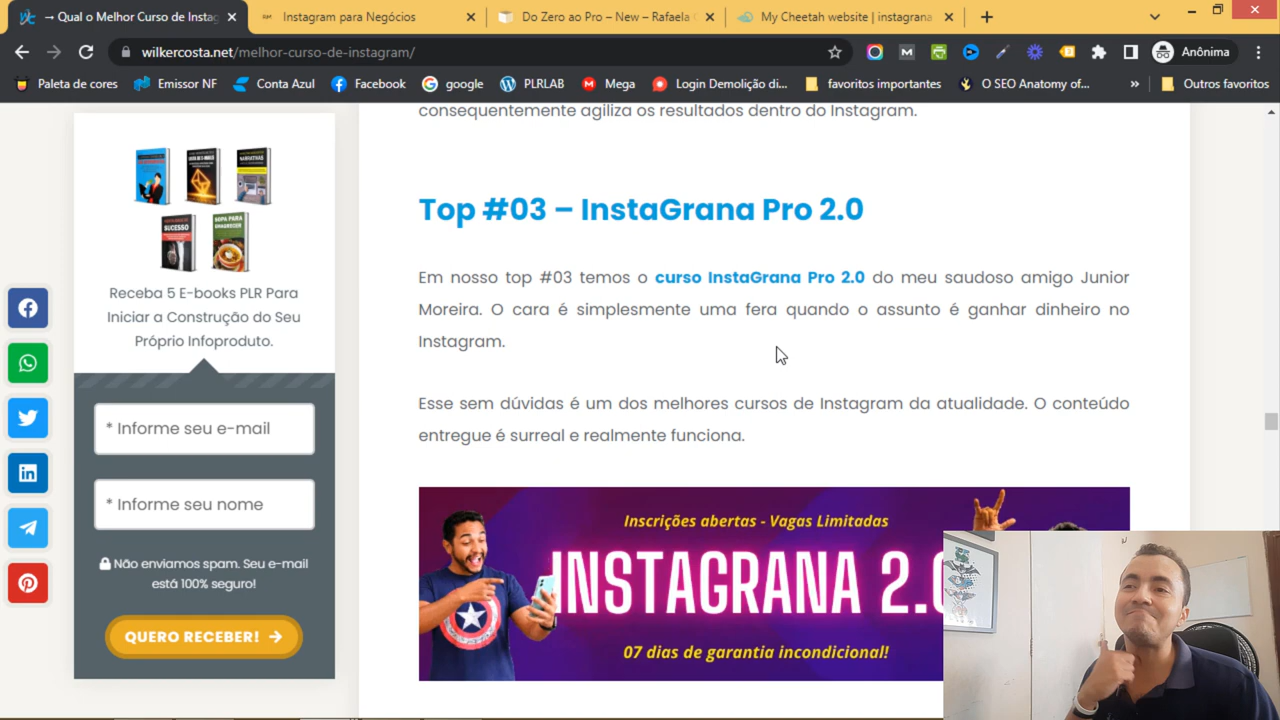 → Qual o Melhor Curso de Instag
Instagram para Negócios
Do Zero ao Pro – New – Rafaela
My Cheetah website | instagrana
wilkercosta.net/melhor-curso-de-instagram/
Anônima
Paleta de cores
Emissor NF
Conta Azul
Facebook
google
PLRLAB
Mega
Login Demolição di...
favoritos importantes
O SEO Anatomy of...
»
Outros favoritos
consequentemente agiliza os resultados dentro do Instagram.
Top #03 – InstaGrana Pro 2.0
Em nosso top #03 temos o curso InstaGrana Pro 2.0 do meu saudoso amigo Junior
Moreira. O cara é simplesmente uma fera quando o assunto é ganhar dinheiro no
Instagram.
Esse sem dúvidas é um dos melhores cursos de Instagram da atualidade. O conteúdo
entregue é surreal e realmente funciona.
Inscrições abertas - Vagas Limitadas
INSTAGRANA 2.0
07 dias de garantia incondicional!
SUCESSO
SOPA PARA
EMAGRECER
Receba 5 E-books PLR Para
Iniciar a Construção do Seu
Próprio Infoproduto.
* Informe seu e-mail
* Informe seu nome
Não enviamos spam. Seu e-mail
está 100% seguro!
QUERO RECEBER! →